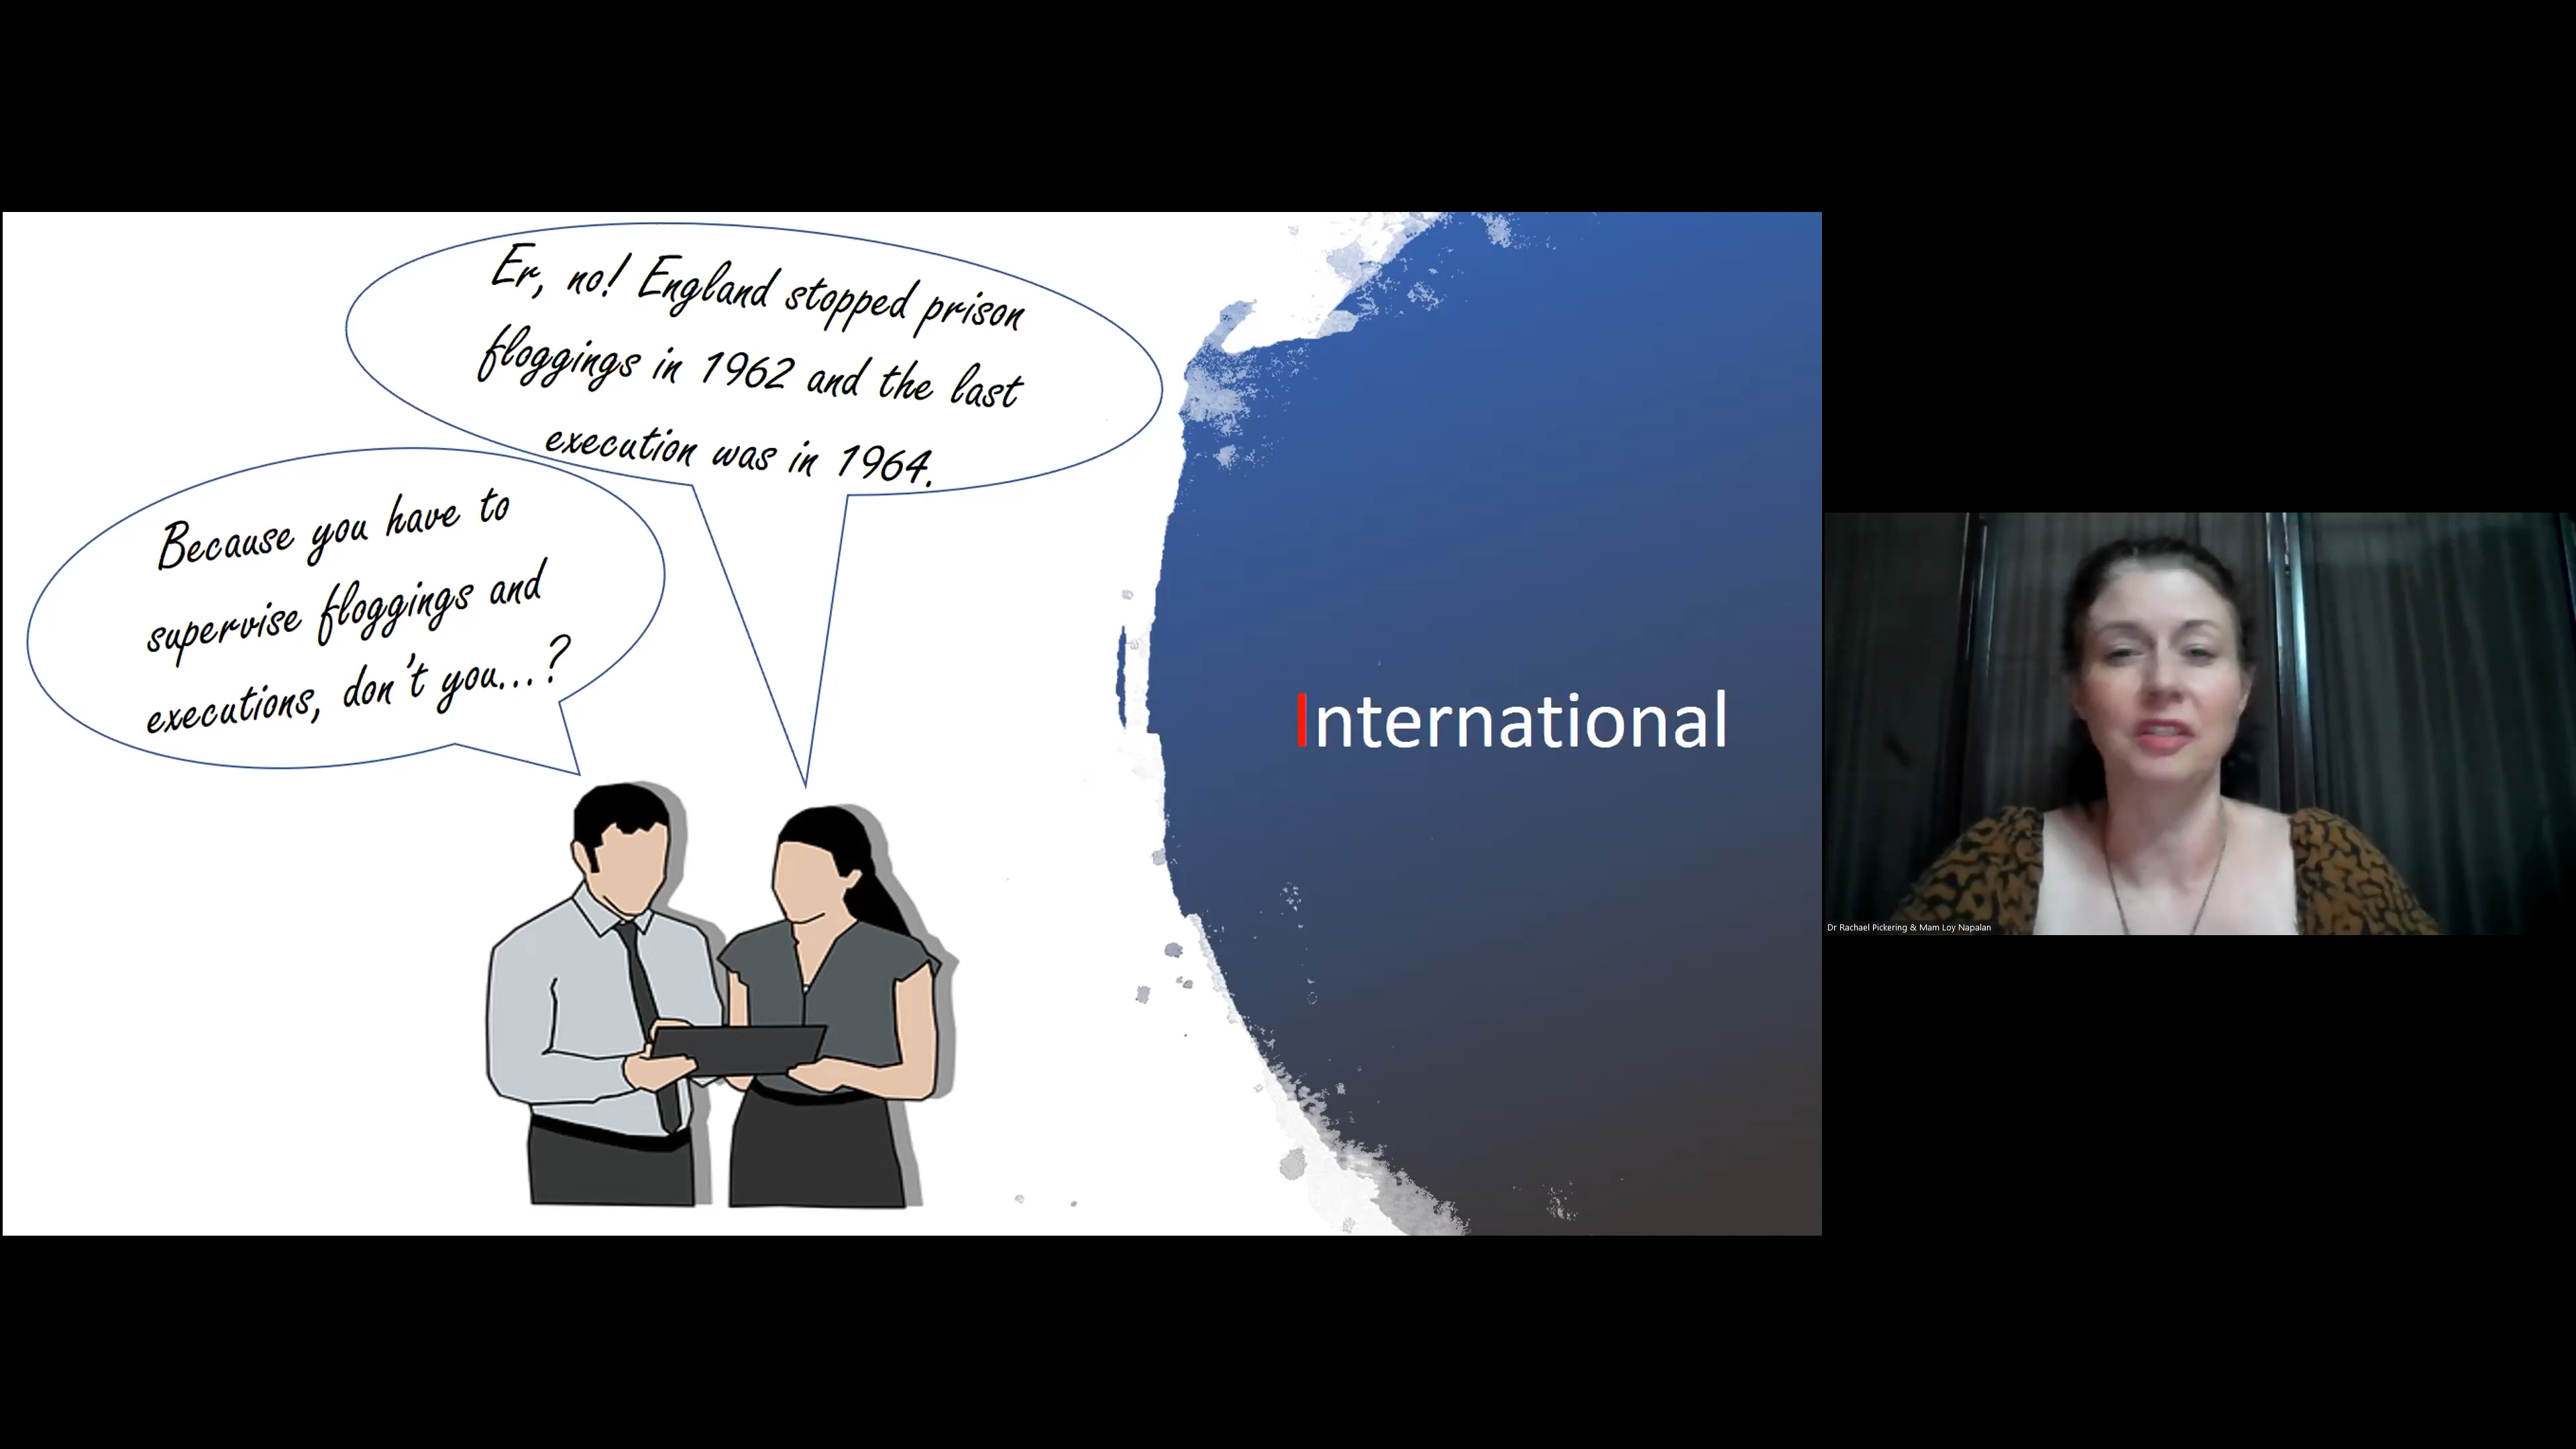 Er, no! England stopped prison
floggings in 1962 and the last
execution was in 1964.
Because you have to
supervise floggings and
executions, don't you...?
International
Dr Rachael Pickering & Mam Loy Napalan